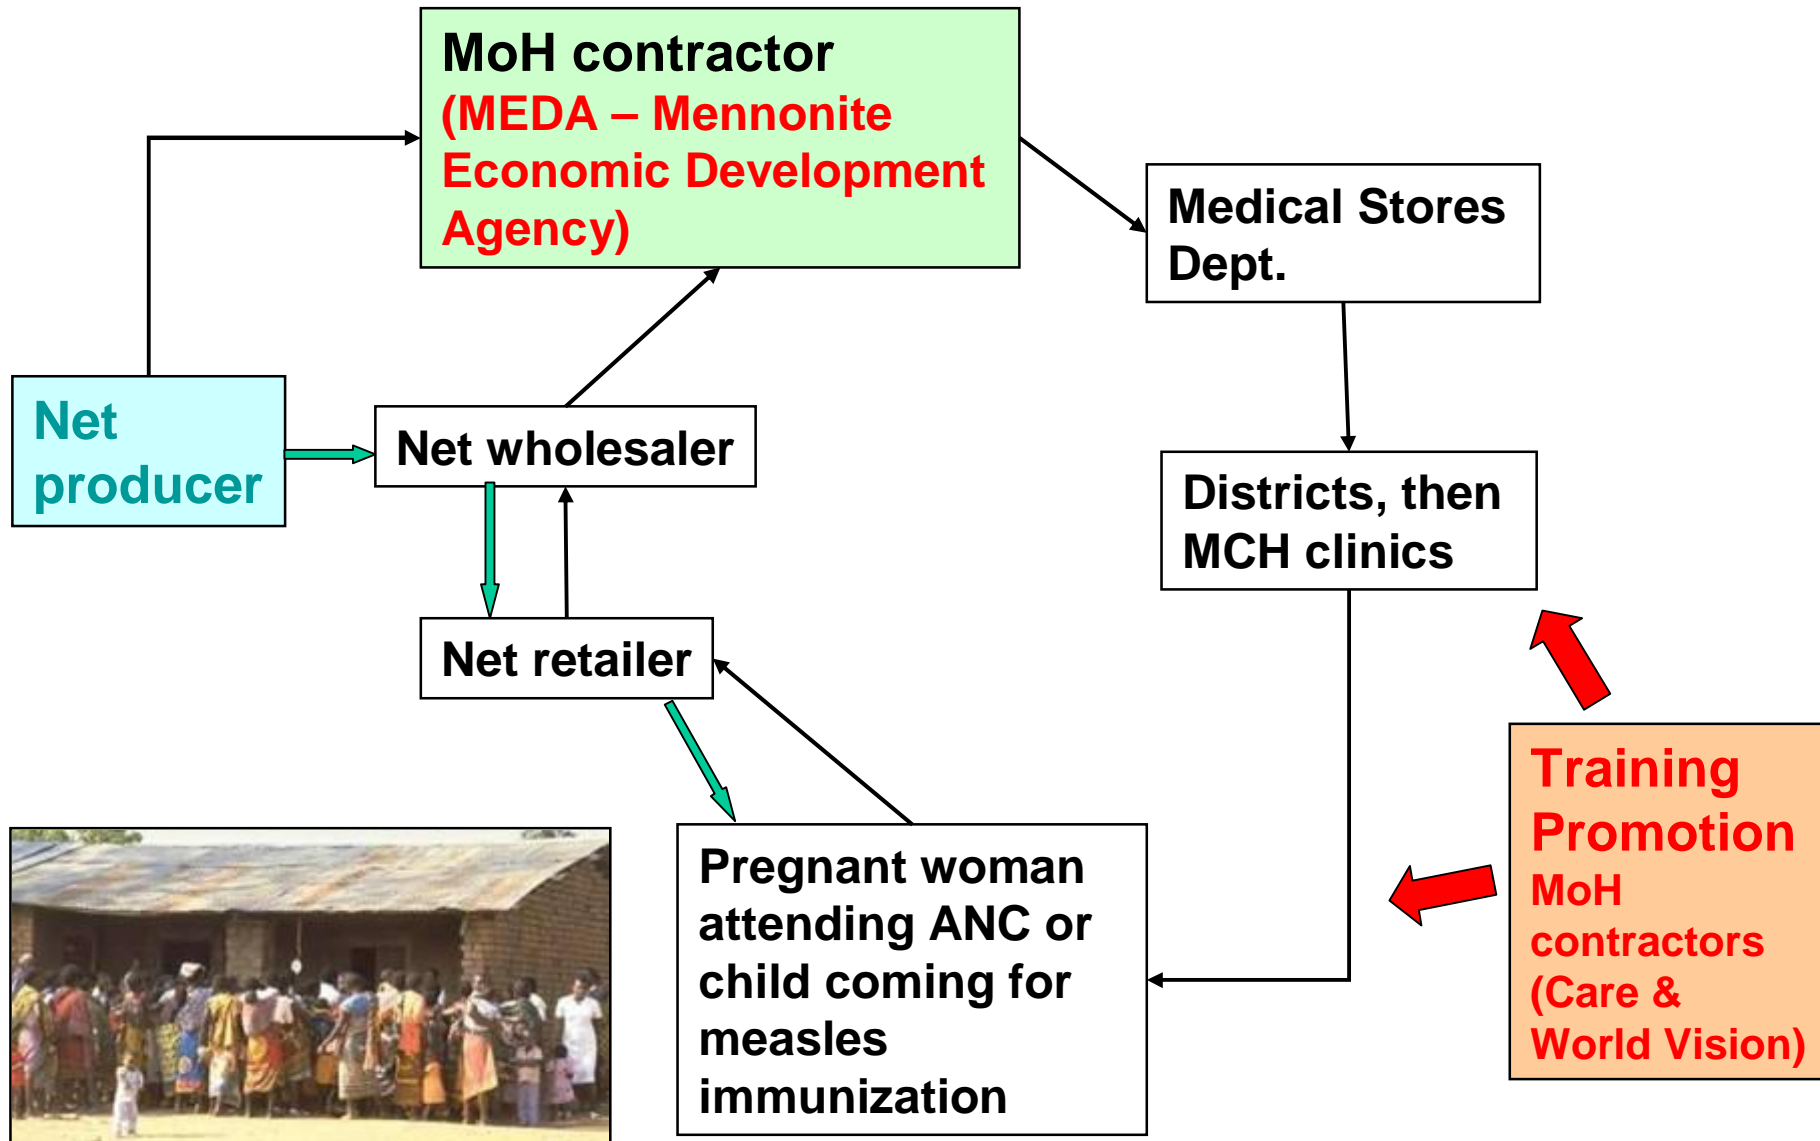 MoH contractor
(MEDA – Mennonite
Economic Development
Agency)
Medical Stores
Dept.
Net
producer
Net wholesaler
Districts, then
MCH clinics
Net retailer
Training
Promotion
MoH
contractors
(Care &
World Vision)
Pregnant woman
attending ANC or
child coming for
measles
immunization